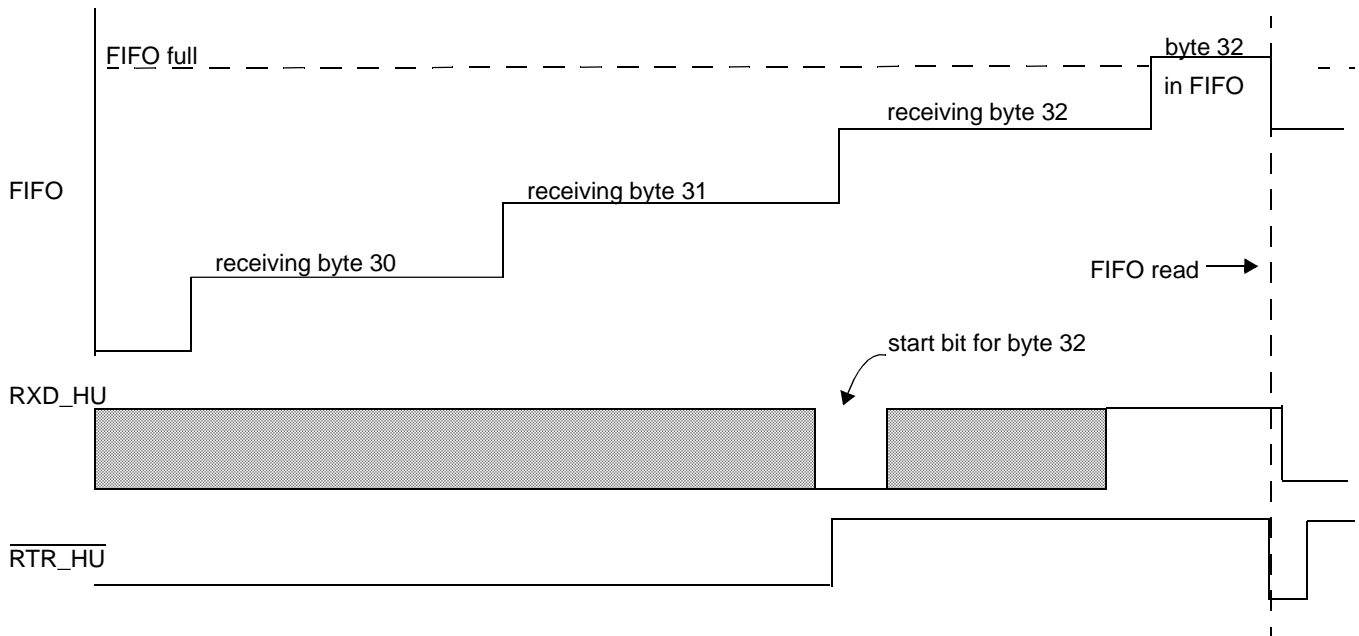 FIFO full
byte 32
in FIFO
receiving byte 32
FIFO
receiving byte 31
receiving byte 30
FIFO read
start bit for byte 32
RXD_HU
RTR_HU